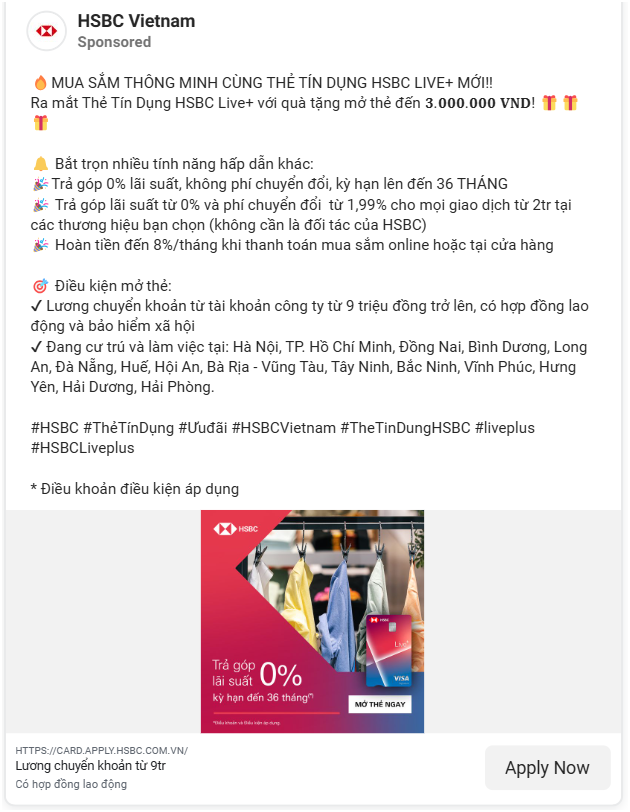 HSBC Vietnam
Sponsored
🔥MUA SẮM THÔNG MINH CÙNG THẺ TÍN DỤNG HSBC LIVE+ MỚI!!
Ra mắt Thẻ Tín Dụng HSBC Live+ với quà tặng mở thẻ đến 𝟑.𝟎𝟎𝟎.𝟎𝟎𝟎 𝐕𝐍𝐃! 🎁 🎁
🎁
🔔 Bắt trọn nhiều tính năng hấp dẫn khác:
🎉Trả góp 0% lãi suất, không phí chuyển đổi, kỳ hạn lên đến 36 THÁNG
🎉 Trả góp lãi suất từ 0% và phí chuyển đổi từ 1,99% cho mọi giao dịch từ 2tr tại
các thương hiệu bạn chọn (không cần là đối tác của HSBC)
🎉 Hoàn tiền đến 8%/tháng khi thanh toán mua sắm online hoặc tại cửa hàng
🎯 Điều kiện mở thẻ:
✓ Lương chuyển khoản từ tài khoản công ty từ 9 triệu đồng trở lên, có hợp đồng lao
động và bảo hiểm xã hội
✓ Đang cư trú và làm việc tại: Hà Nội, TP. Hồ Chí Minh, Đồng Nai, Bình Dương, Long
An, Đà Nẵng, Huế, Hội An, Bà Rịa - Vũng Tàu, Tây Ninh, Bắc Ninh, Vĩnh Phúc, Hưng
Yên, Hải Dương, Hải Phòng.
#HSBC #ThẻTínDụng #Ưuđãi #HSBCVietnam #TheTinDungHSBC #liveplus
#HSBCLiveplus
* Điều khoản điều kiện áp dụng
HSBC
HSBC
Live+
VISA
Trả góp
lãi suất 0%
kỳ hạn đến 36 tháng(*)
MỞ THẺ NGAY
*Điều khoản và Điều kiện áp dụng
HTTPS://CARD.APPLY.HSBC.COM.VN/
Lương chuyển khoản từ 9tr
Có hợp đồng lao động
Apply Now